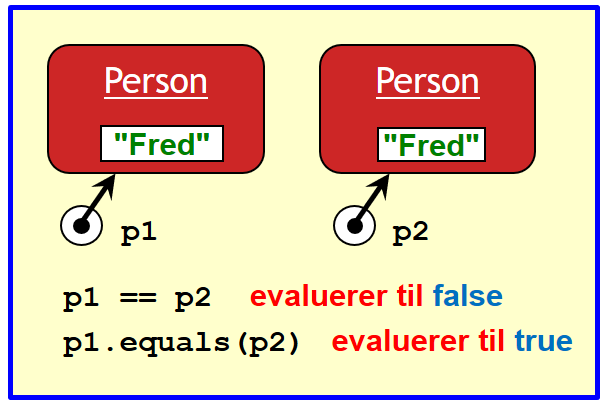 Person Person
"Fred" "Fred"
p1 p2
p1 == p2 evaluerer til false
p1.equals(p2) evaluerer til true